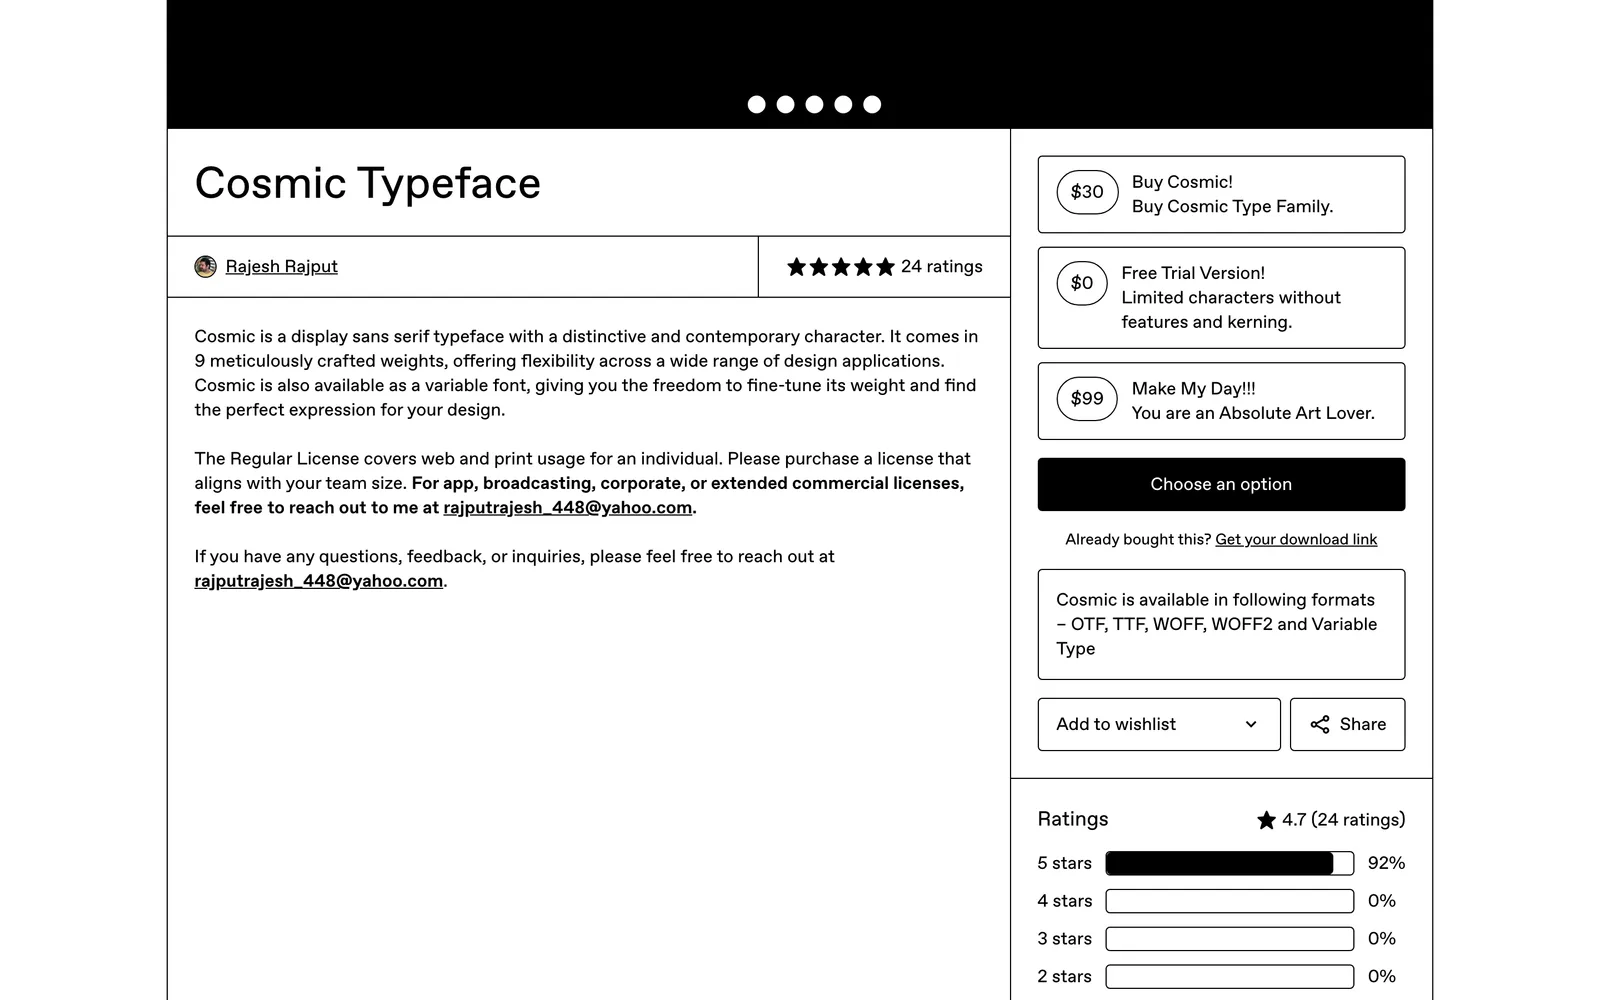 Cosmic Typeface
Rajesh Rajput
24 ratings
Cosmic is a display sans serif typeface with a distinctive and contemporary character. It comes in
9 meticulously crafted weights, offering flexibility across a wide range of design applications.
Cosmic is also available as a variable font, giving you the freedom to fine-tune its weight and find
the perfect expression for your design.
The Regular License covers web and print usage for an individual. Please purchase a license that
aligns with your team size. For app, broadcasting, corporate, or extended commercial licenses,
feel free to reach out to me at rajputrajesh_448@yahoo.com.
If you have any questions, feedback, or inquiries, please feel free to reach out at
rajputrajesh_448@yahoo.com.
$30
Buy Cosmic!
Buy Cosmic Type Family.
$0
Free Trial Version!
Limited characters without
features and kerning.
$99
Make My Day!!!
You are an Absolute Art Lover.
Choose an option
Already bought this? Get your download link
Cosmic is available in following formats
– OTF, TTF, WOFF, WOFF2 and Variable
Type
Add to wishlist
Share
Ratings
4.7 (24 ratings)
5 stars 92%
4 stars 0%
3 stars 0%
2 stars 0%